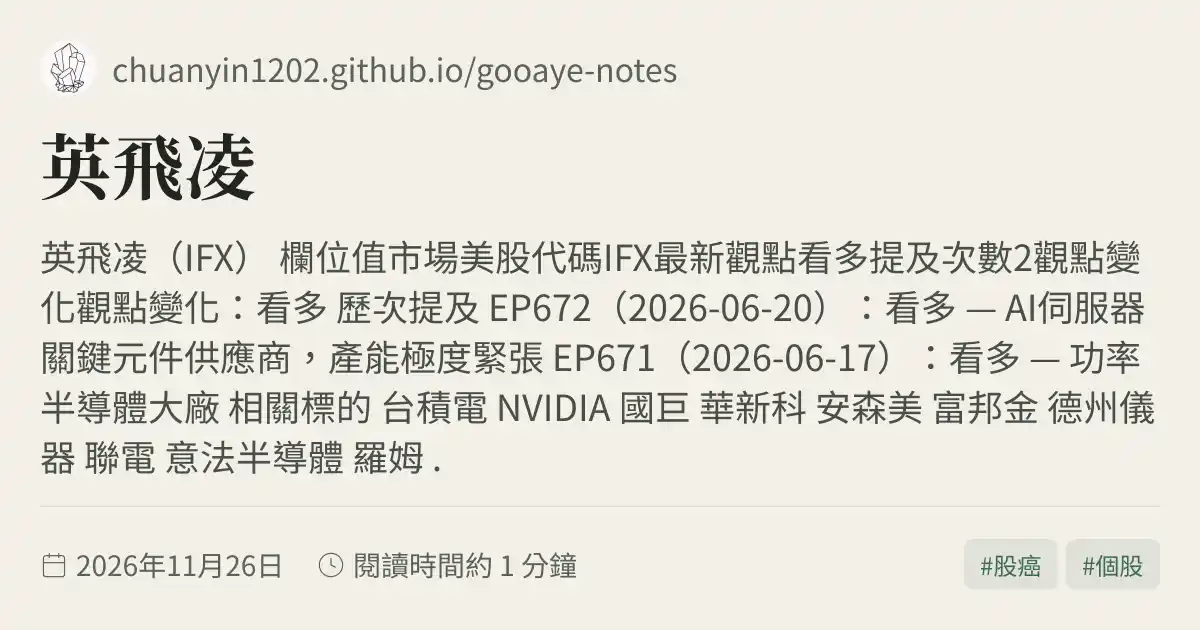 chuanyin1202.github.io/gooaye-notes
英飛凌
英飛凌（IFX） 欄位值市場美股代碼IFX最新觀點看多提及次數2觀點變
化觀點變化：看多 歷次提及 EP672（2026-06-20）：看多 — AI伺服器
關鍵元件供應商，產能極度緊張 EP671（2026-06-17）：看多 — 功率
半導體大廠 相關標的 台積電 NVIDIA 國巨 華新科 安森美 富邦金 德州儀
器 聯電 意法半導體 羅姆 .
2026年11月26日 閱讀時間約 1 分鐘 #股癌 #個股